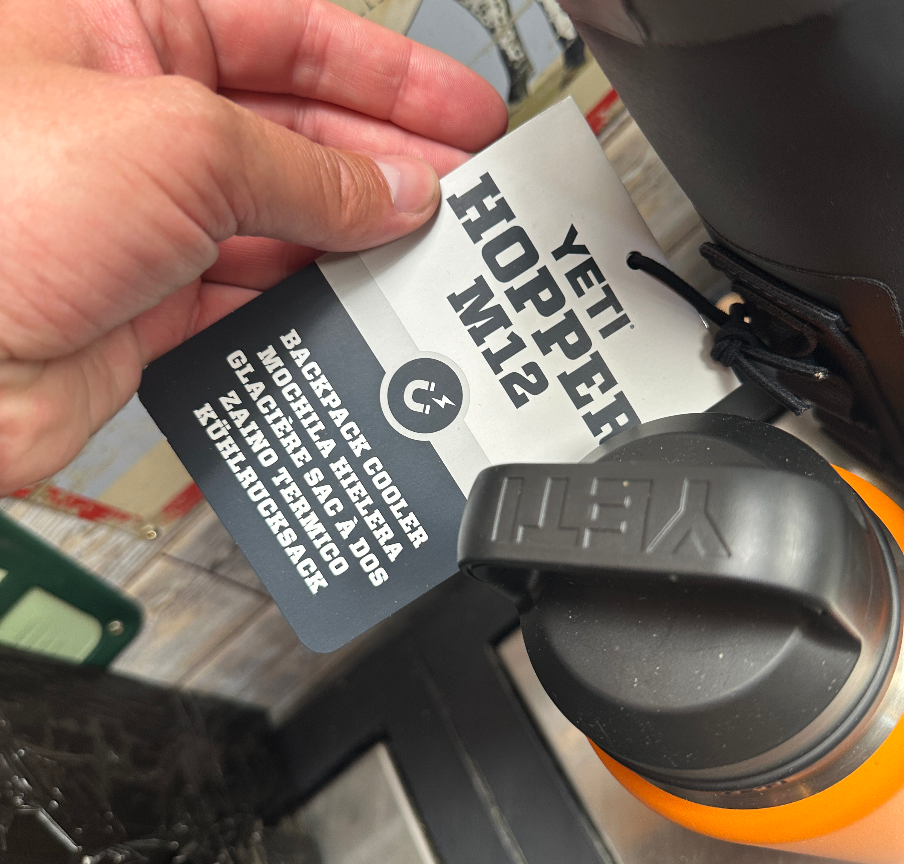 YETI
HOPPER
M12
BACKPACK COOLER
MOCHILA HIELERA
GLACIÈRE SAC À DOS
ZAINO TERMICO
KÜHLRUCKSACK
YETI